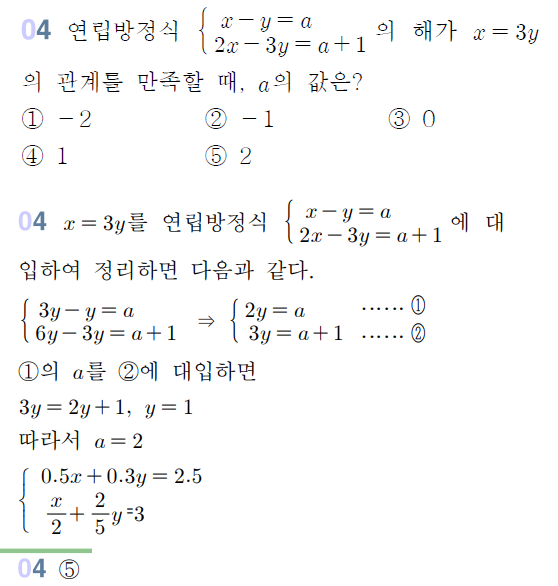 04 연립방정식 { x − y = a, 2x − 3y = a + 1 의 해가 x = 3y
의 관계를 만족할 때, a의 값은?
① −2 ② −1 ③ 0
④ 1 ⑤ 2
04 x = 3y를 연립방정식 { x − y = a, 2x − 3y = a + 1 에 대
입하여 정리하면 다음과 같다.
{ 3y − y = a, 6y − 3y = a + 1 ⇒ { 2y = a …… ①, 3y = a + 1 …… ②
①의 a를 ②에 대입하면
3y = 2y + 1, y = 1
따라서 a = 2
{ 0.5x + 0.3y = 2.5
x/2 + 2/5 y = 3
04 ⑤